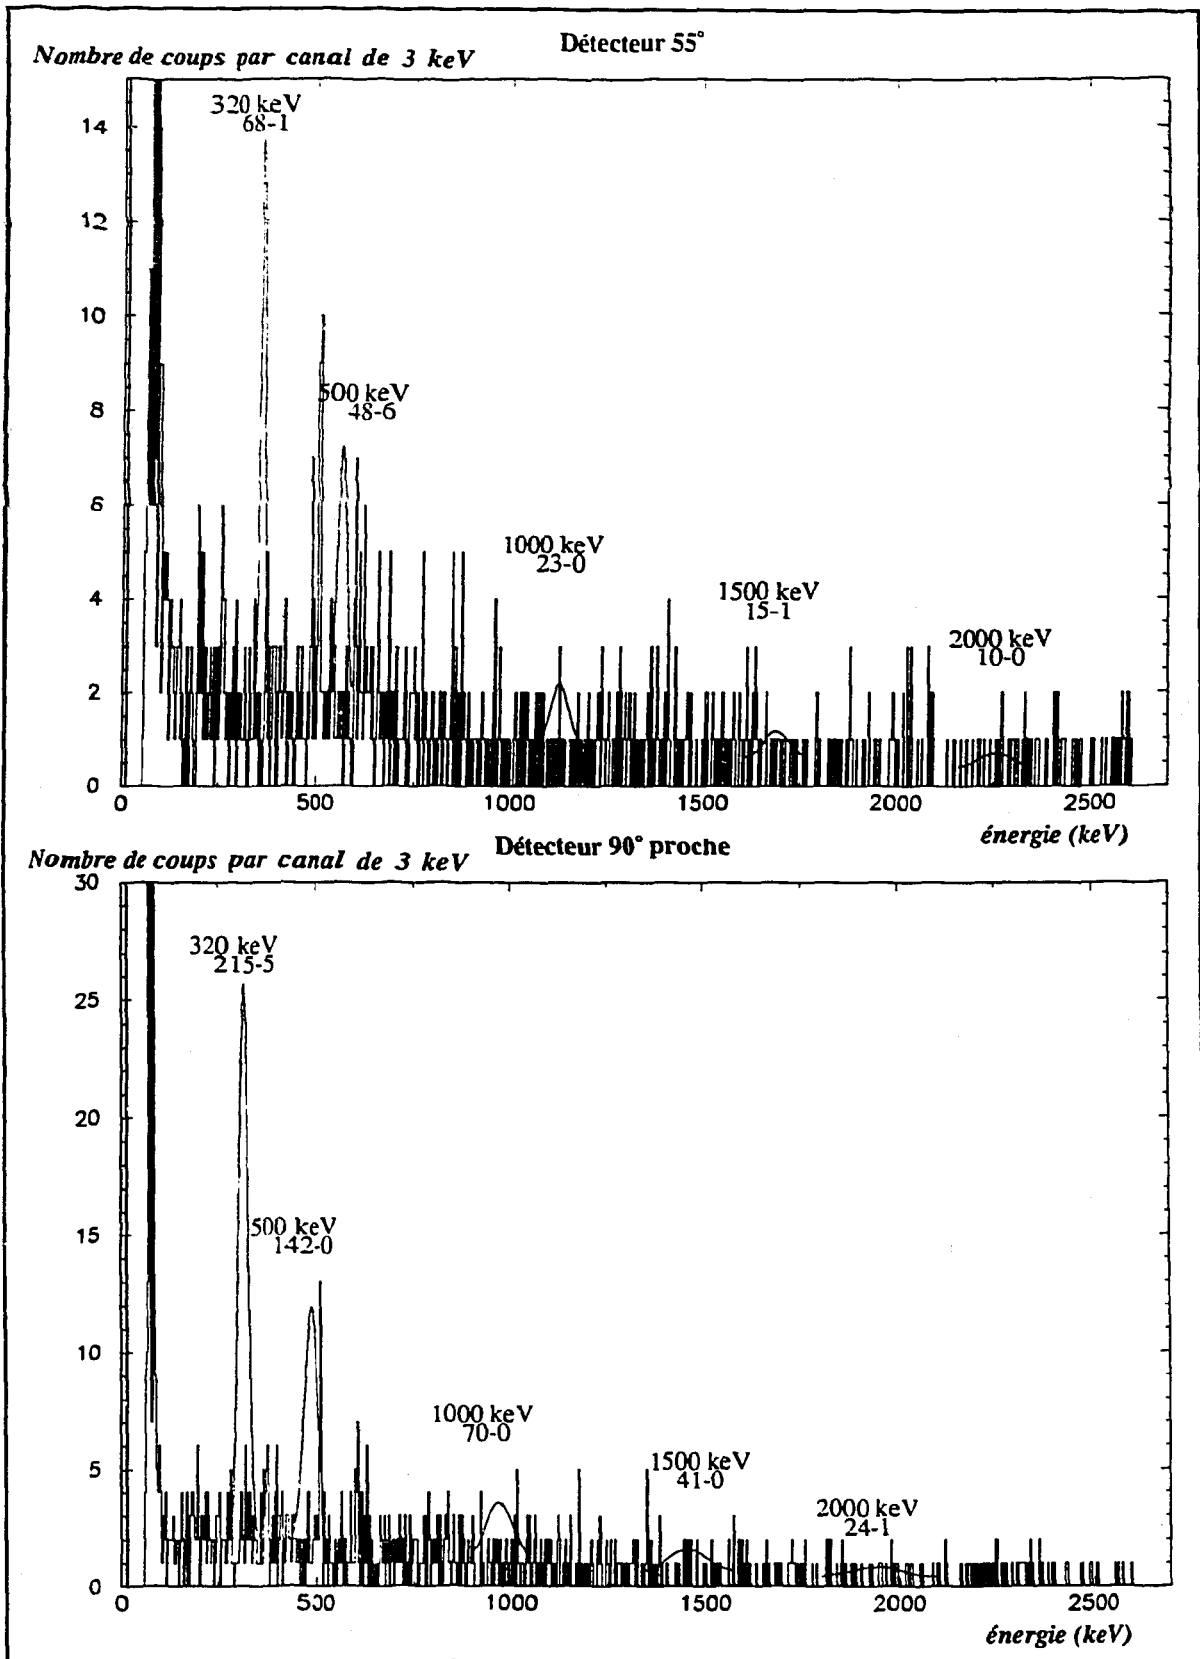 Détecteur 55°
Nombre de coups par canal de 3 keV
320 keV
68-1
14
12
10
500 keV
48-6
8
6
1000 keV
23-0
1500 keV
15-1
4
2000 keV
10-0
2
0
0 500 1000 1500 2000 2500
énergie (keV)
Détecteur 90° proche
Nombre de coups par canal de 3 keV
30
320 keV
215-5
25
20
500 keV
142-0
15
10
1000 keV
70-0
1500 keV
41-0
5
2000 keV
24-1
0
0 500 1000 1500 2000 2500
énergie (keV)